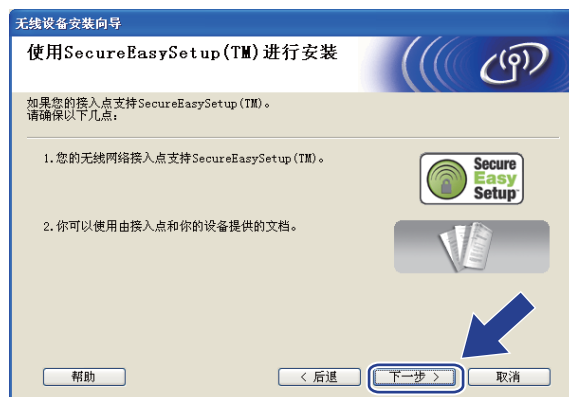 无线设备安装向导
使用SecureEasySetup(TM)进行安装
如果您的接入点支持SecureEasySetup(TM)。
请确保以下几点:
1.您的无线网络接入点支持SecureEasySetup(TM)。
Secure
Easy
Setup
2.你可以使用由接入点和你的设备提供的文档。
帮助
< 后退
下一步 >
取消